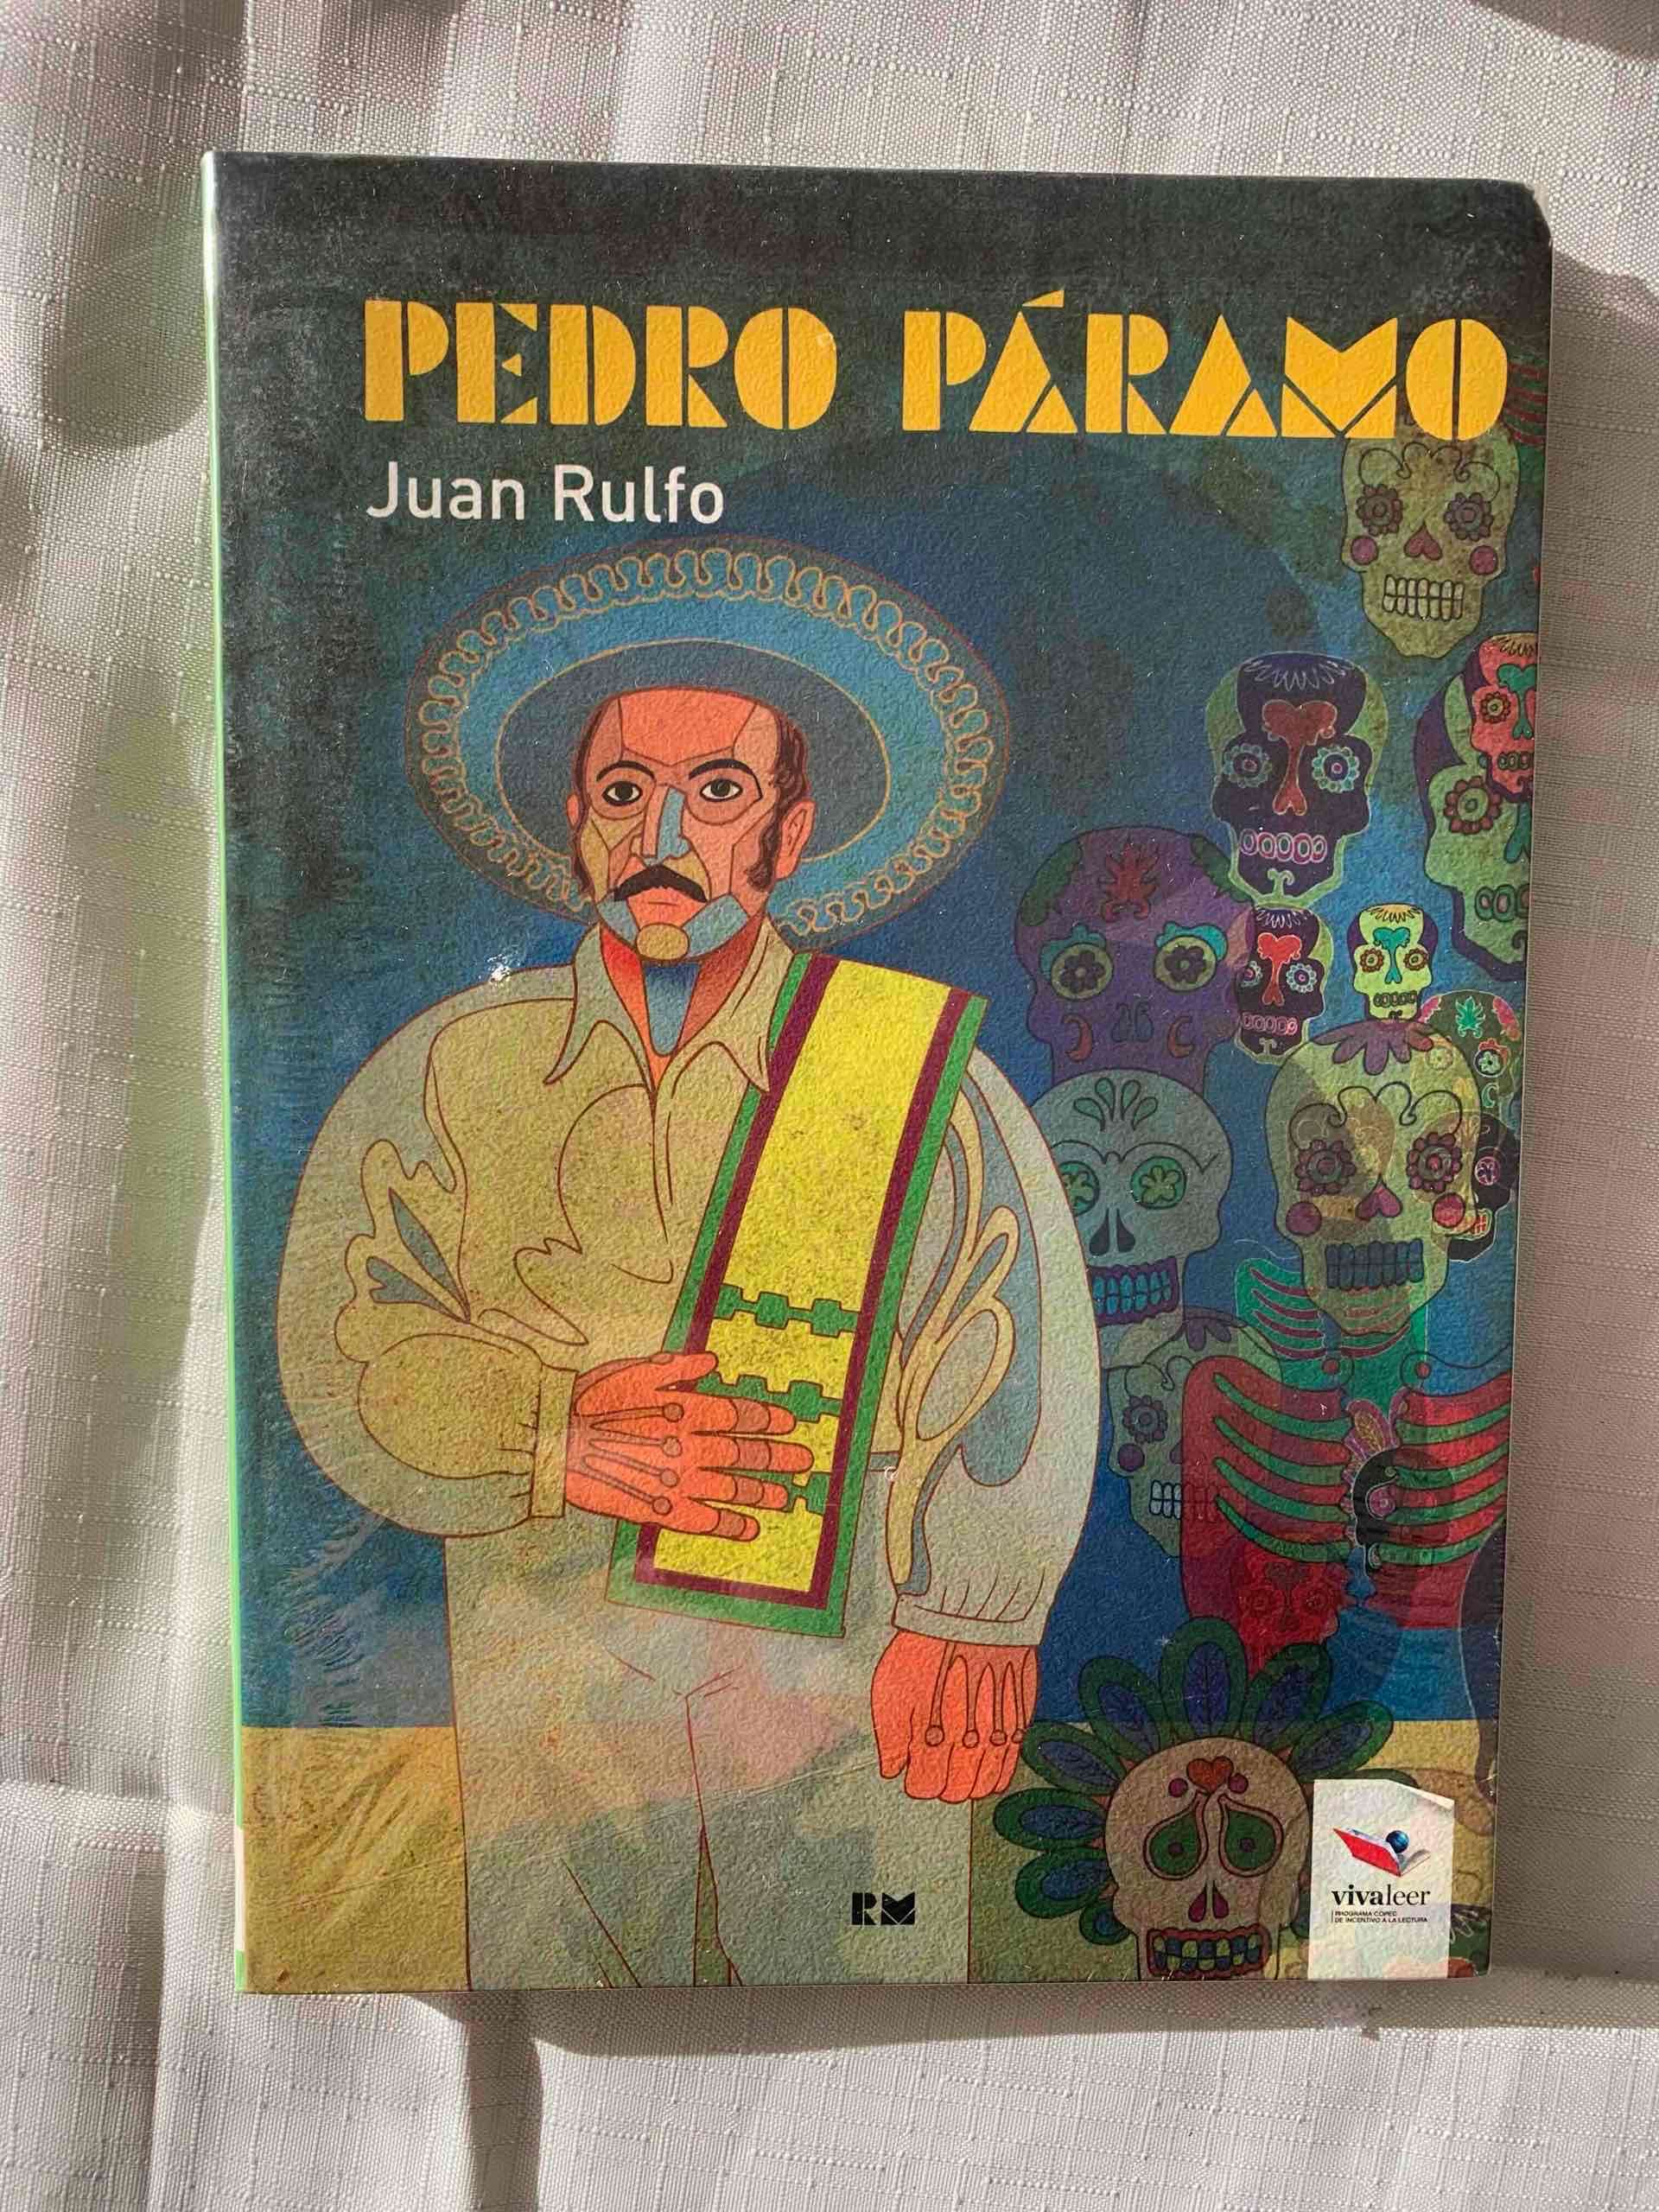 PEDRO PÁRAMO
Juan Rulfo
RM
vivaleer
PROGRAMA COPEC
DE INCENTIVO A LA LECTURA